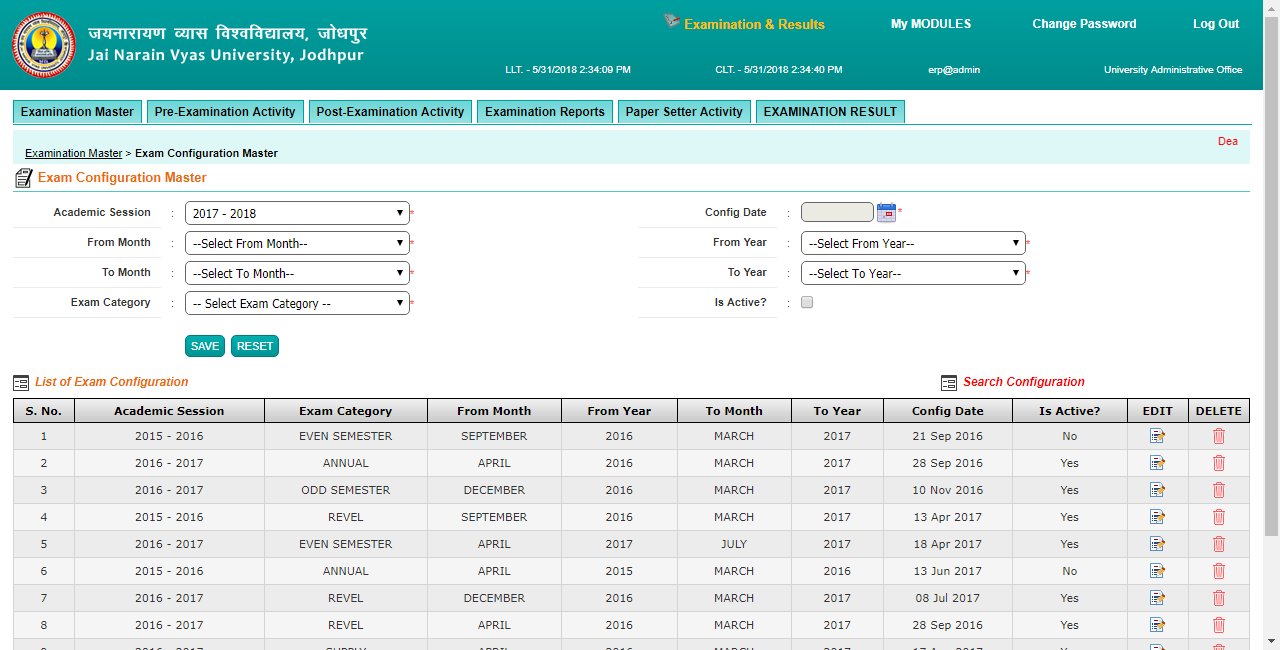 जयनारायण व्यास विश्वविद्यालय, जोधपुर
Jai Narain Vyas University, Jodhpur
Examination & Results My MODULES Change Password Log Out
LLT. - 5/31/2018 2:34:09 PM CLT. - 5/31/2018 2:34:40 PM erp@admin University Administrative Office
Examination Master Pre-Examination Activity Post-Examination Activity Examination Reports Paper Setter Activity EXAMINATION RESULT
Dea
Examination Master > Exam Configuration Master
Exam Configuration Master
Academic Session : 2017 - 2018 * Config Date : *
From Month : --Select From Month-- * From Year : --Select From Year-- *
To Month : --Select To Month-- * To Year : --Select To Year-- *
Exam Category : -- Select Exam Category -- * Is Active? :
SAVE RESET
List of Exam Configuration Search Configuration
S. No. Academic Session Exam Category From Month From Year To Month To Year Config Date Is Active? EDIT DELETE
1 2015 - 2016 EVEN SEMESTER SEPTEMBER 2016 MARCH 2017 21 Sep 2016 No
2 2016 - 2017 ANNUAL APRIL 2016 MARCH 2017 28 Sep 2016 Yes
3 2016 - 2017 ODD SEMESTER DECEMBER 2016 MARCH 2017 10 Nov 2016 Yes
4 2015 - 2016 REVEL SEPTEMBER 2016 MARCH 2017 13 Apr 2017 Yes
5 2016 - 2017 EVEN SEMESTER APRIL 2017 JULY 2017 18 Apr 2017 Yes
6 2015 - 2016 ANNUAL APRIL 2015 MARCH 2016 13 Jun 2017 No
7 2016 - 2017 REVEL DECEMBER 2016 MARCH 2017 08 Jul 2017 Yes
8 2016 - 2017 REVEL APRIL 2016 MARCH 2017 28 Sep 2016 Yes